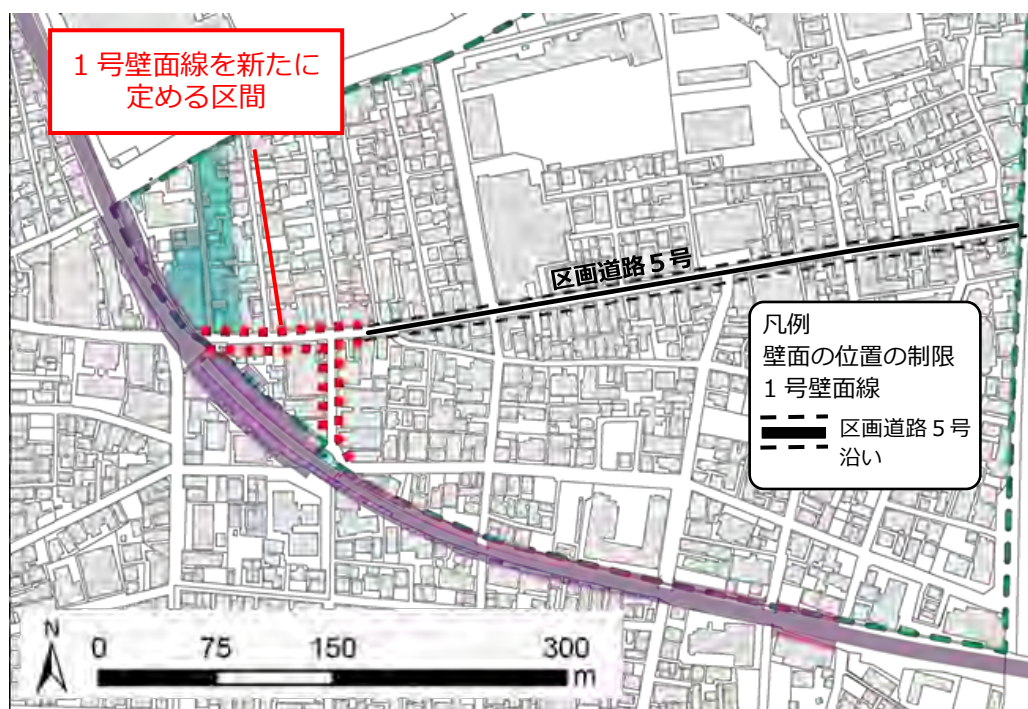 １号壁面線を新たに
定める区間
区画道路５号
凡例
壁面の位置の制限
１号壁面線
区画道路５号
沿い
N
0 75 150 300
m